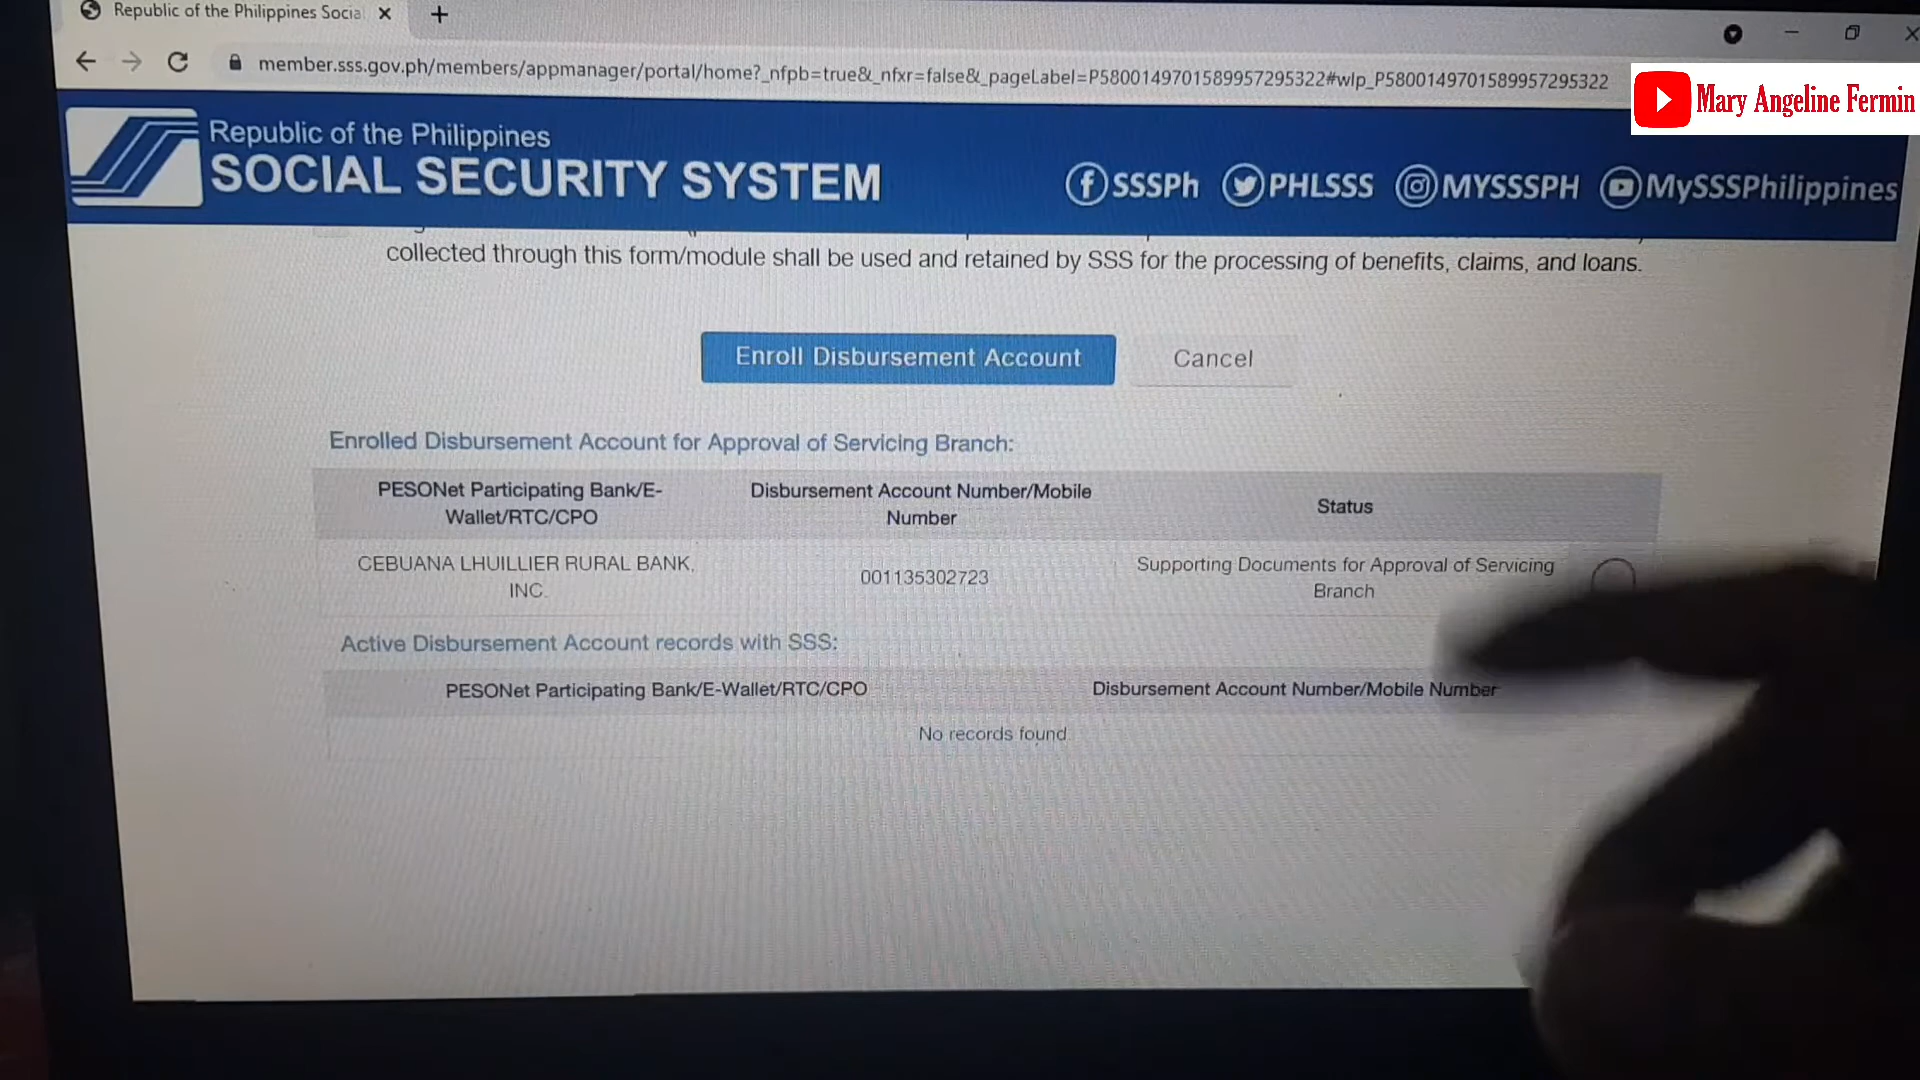 Republic of the Philippines Socia
member.sss.gov.ph/members/appmanager/portal/home?_nfpb=true&_nfxr=false&_pageLabel=P5800149701589957295322#wlp_P5800149701589957295322
Mary Angeline Fermin
Republic of the Philippines
SOCIAL SECURITY SYSTEM
SSSPh
PHLSSS
MYSSSPH
MySSSPhilippines
collected through this form/module shall be used and retained by SSS for the processing of benefits, claims, and loans.
Enroll Disbursement Account
Cancel
Enrolled Disbursement Account for Approval of Servicing Branch:
PESONet Participating Bank/E-
Wallet/RTC/CPO
Disbursement Account Number/Mobile
Number
Status
CEBUANA LHUILLIER RURAL BANK,
INC.
001135302723
Supporting Documents for Approval of Servicing
Branch
Active Disbursement Account records with SSS:
PESONet Participating Bank/E-Wallet/RTC/CPO
Disbursement Account Number/Mobile Number
No records found.